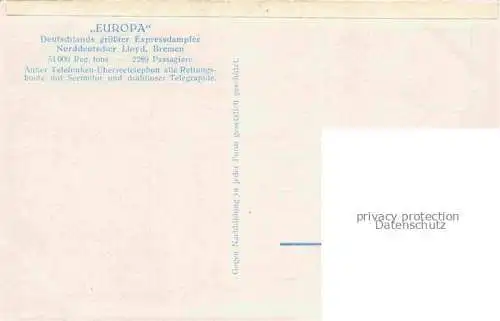 „EUROPA“
Deutschlands größter Expressdampfer
Norddeutscher Lloyd, Bremen
51 000 Reg. tons — 2200 Passagiere
Außer Telefunken-Überseetelephon alle Rettungs-
boote mit Seemotor und drahtloser Telegraphie.
Gegen Nachbildung in jeder Form gesetzlich geschützt.
privacy protection
Datenschutz